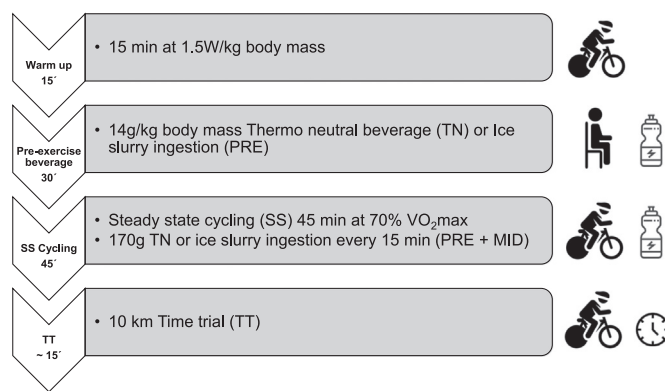 Warm up
15´
• 15 min at 1.5W/kg body mass
Pre-exercise
beverage
30´
• 14g/kg body mass Thermo neutral beverage (TN) or Ice
slurry ingestion (PRE)
SS Cycling
45´
• Steady state cycling (SS) 45 min at 70% VO₂max
• 170g TN or ice slurry ingestion every 15 min (PRE + MID)
TT
~ 15´
• 10 km Time trial (TT)